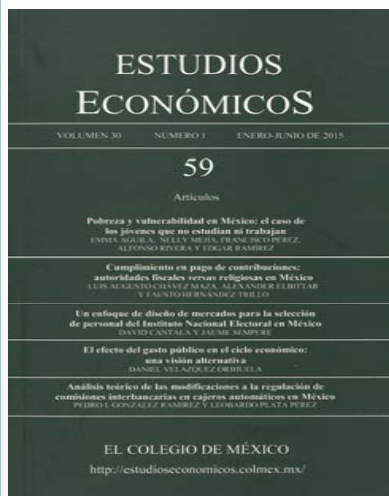 ESTUDIOS
ECONÓMICOS
VOLUMEN 30 NÚMERO 1 ENERO-JUNIO DE 2015
59
Artículos
Pobreza y vulnerabilidad en México: el caso de
los jóvenes que no estudian ni trabajan
EMMA AGUILA, NELLY MEJÍA, FRANCISCO PÉREZ,
ALFONSO RIVERA Y EDGAR RAMÍREZ
Cumplimiento en pago de contribuciones:
autoridades fiscales versus religiosas en México
LUIS AUGUSTO CHÁVEZ MAZA, ALEXANDER ELBITTAR
Y FAUSTO HERNÁNDEZ TRILLO
Un enfoque de diseño de mercados para la selección
de personal del Instituto Nacional Electoral en México
DAVID CANTALA Y JAUME SEMPERE
El efecto del gasto público en el ciclo económico:
una visión alternativa
DANIEL VELÁZQUEZ ORIHUELA
Análisis teórico de las modificaciones a la regulación de
comisiones interbancarias en cajeros automáticos en México
PEDRO I. GONZÁLEZ RAMÍREZ Y LEOBARDO PLATA PÉREZ
EL COLEGIO DE MÉXICO
http://estudioseconomicos.colmex.mx/